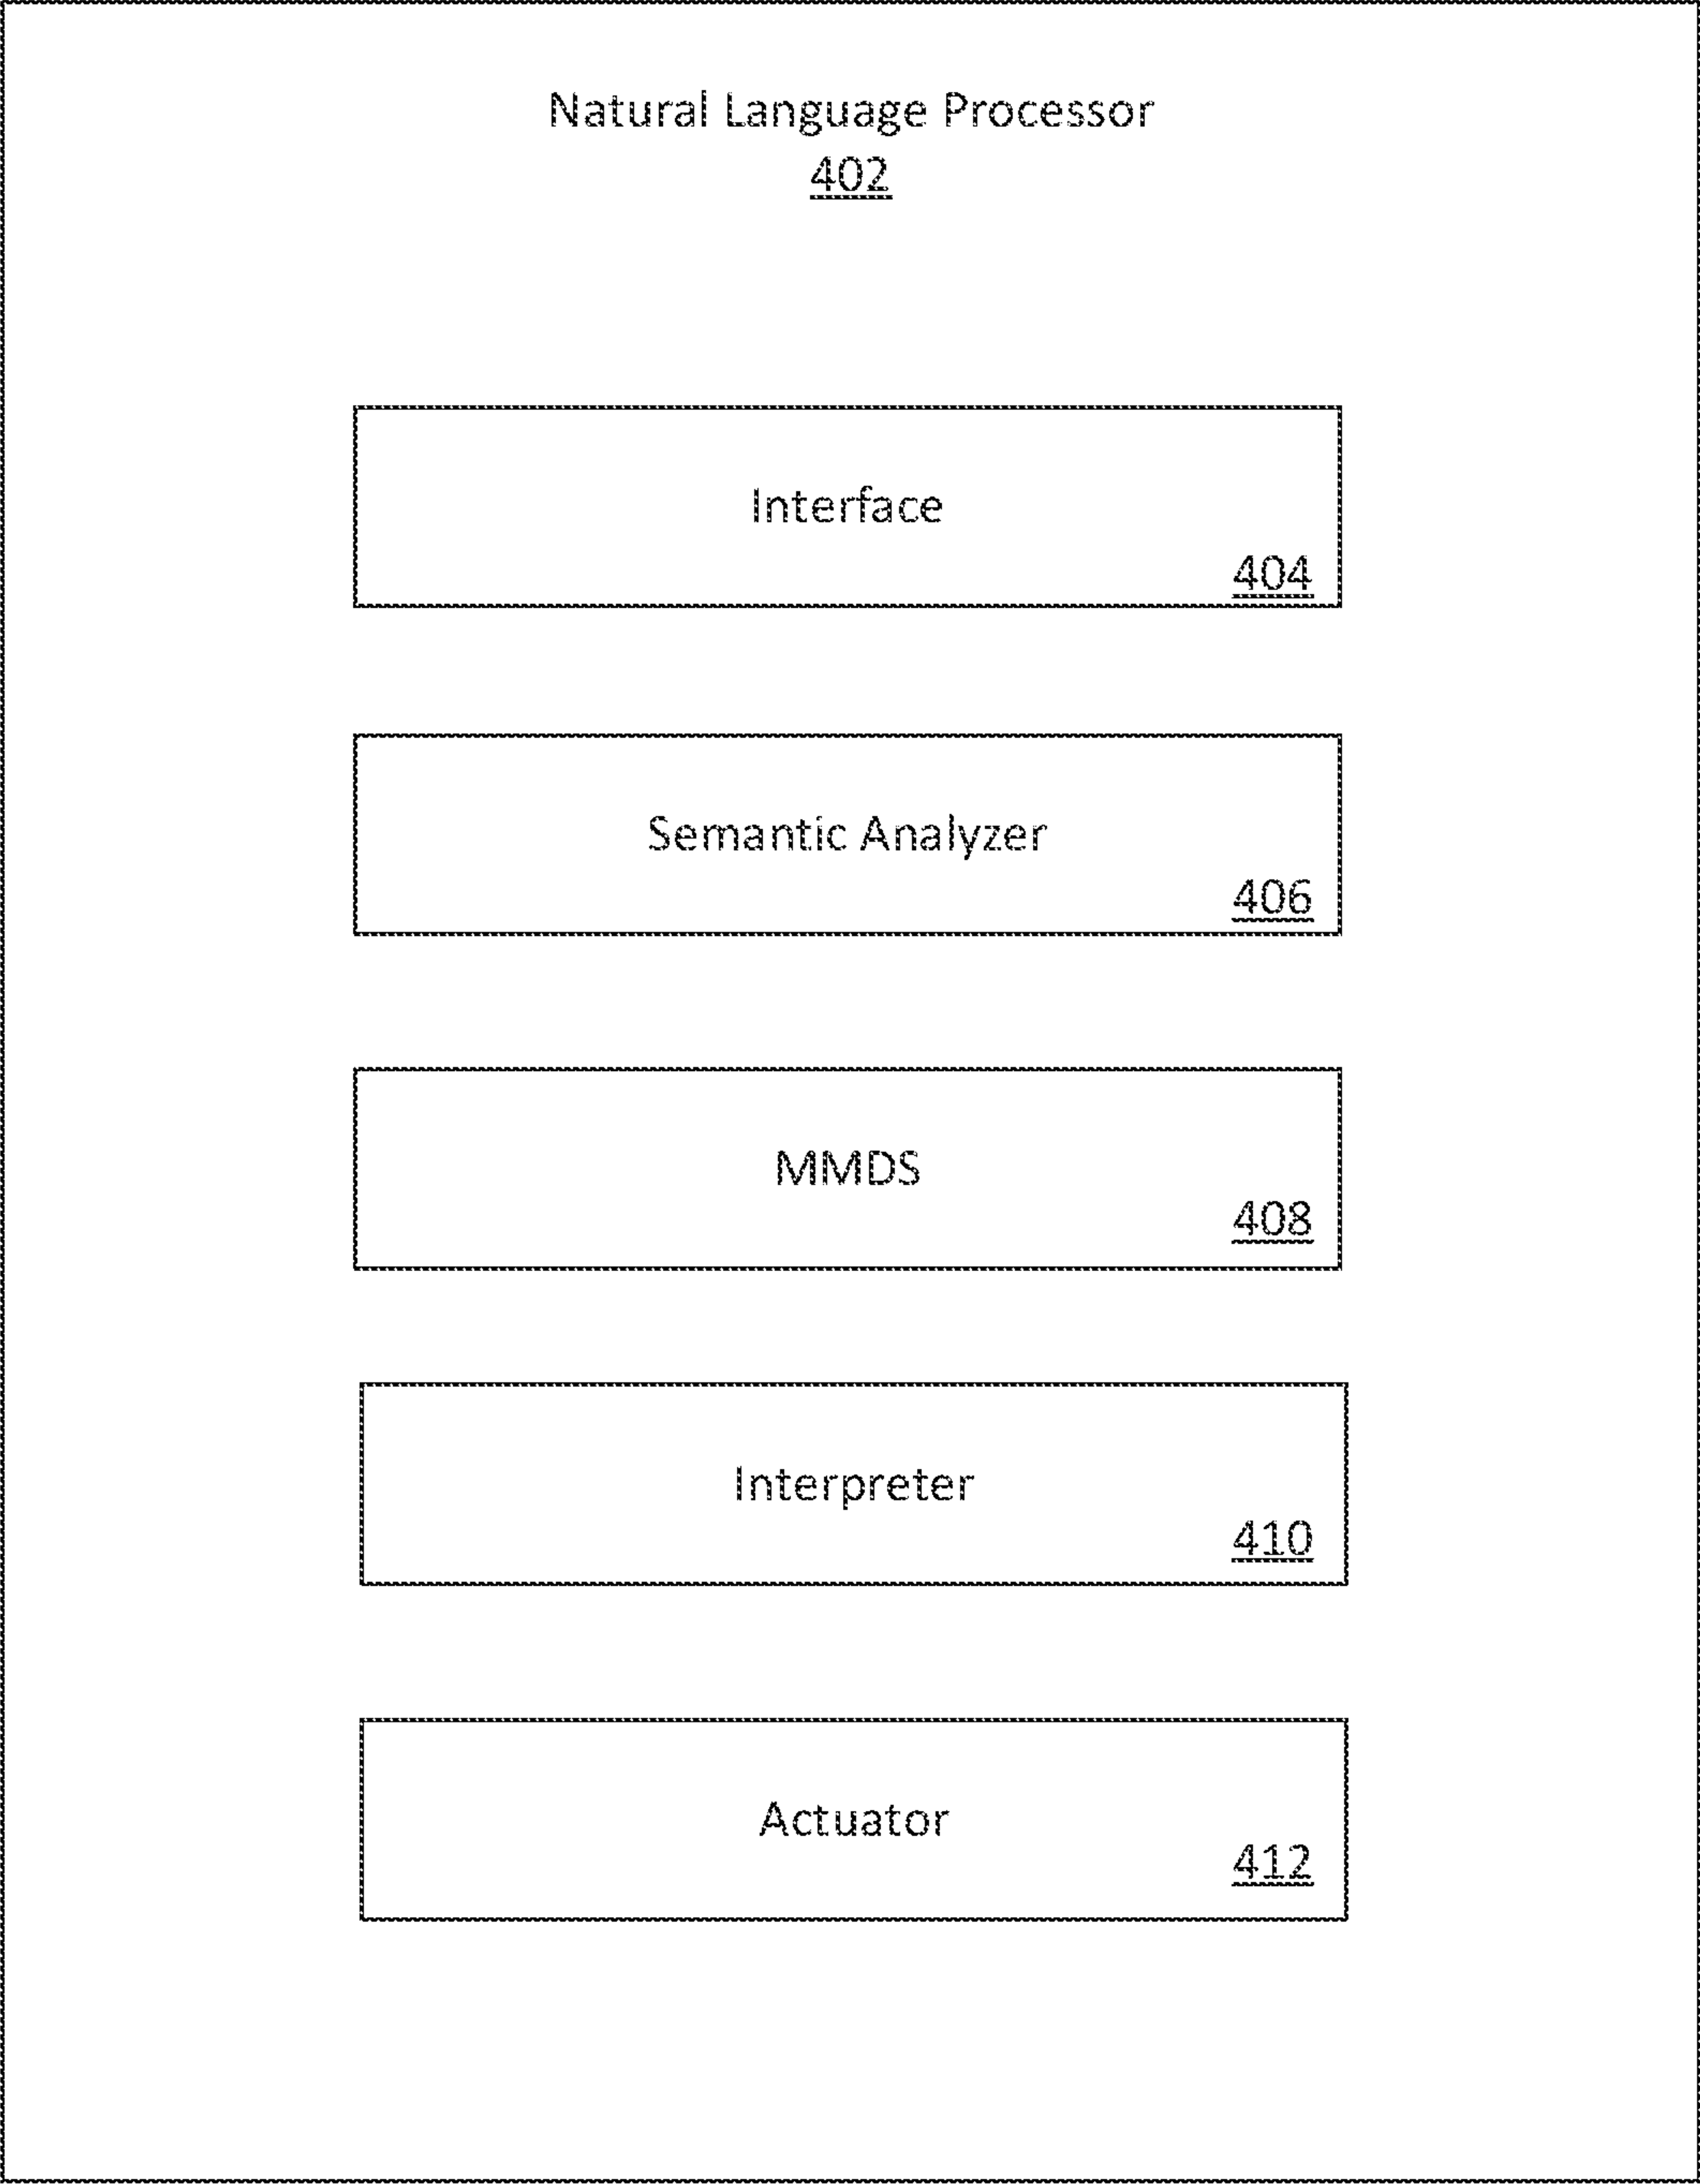 Natural Language Processor
402
Interface
404
Semantic Analyzer
406
MMDS
408
Interpreter
410
Actuator
412